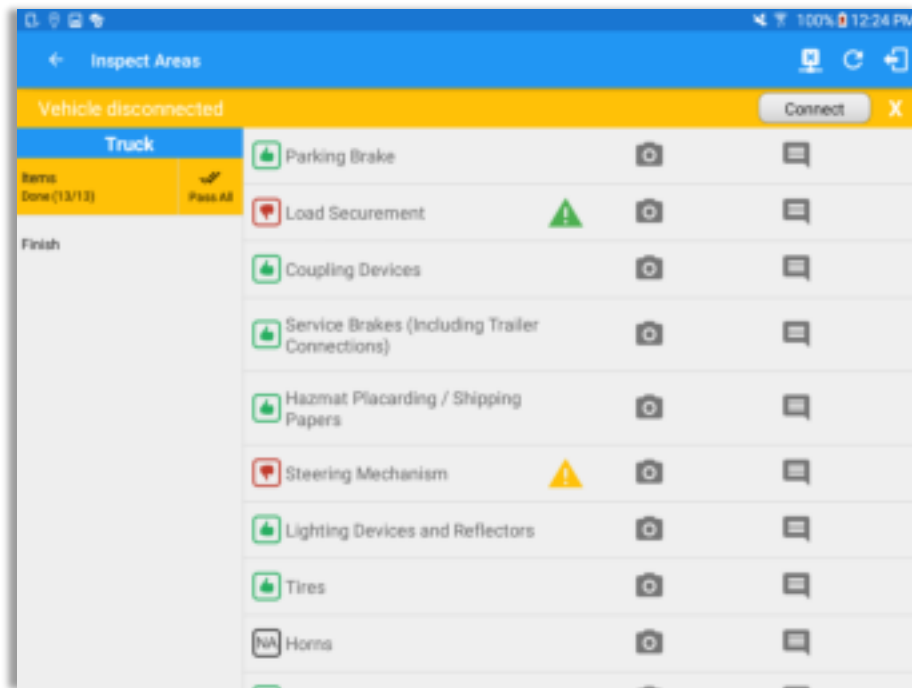 100% 12:24 PM
Inspect Areas
Vehicle disconnected
Connect
X
Truck
Items
Done (13/13)
Pass All
Finish
Parking Brake
Load Securement
Coupling Devices
Service Brakes (Including Trailer
Connections)
Hazmat Placarding / Shipping
Papers
Steering Mechanism
Lighting Devices and Reflectors
Tires
NA Horns